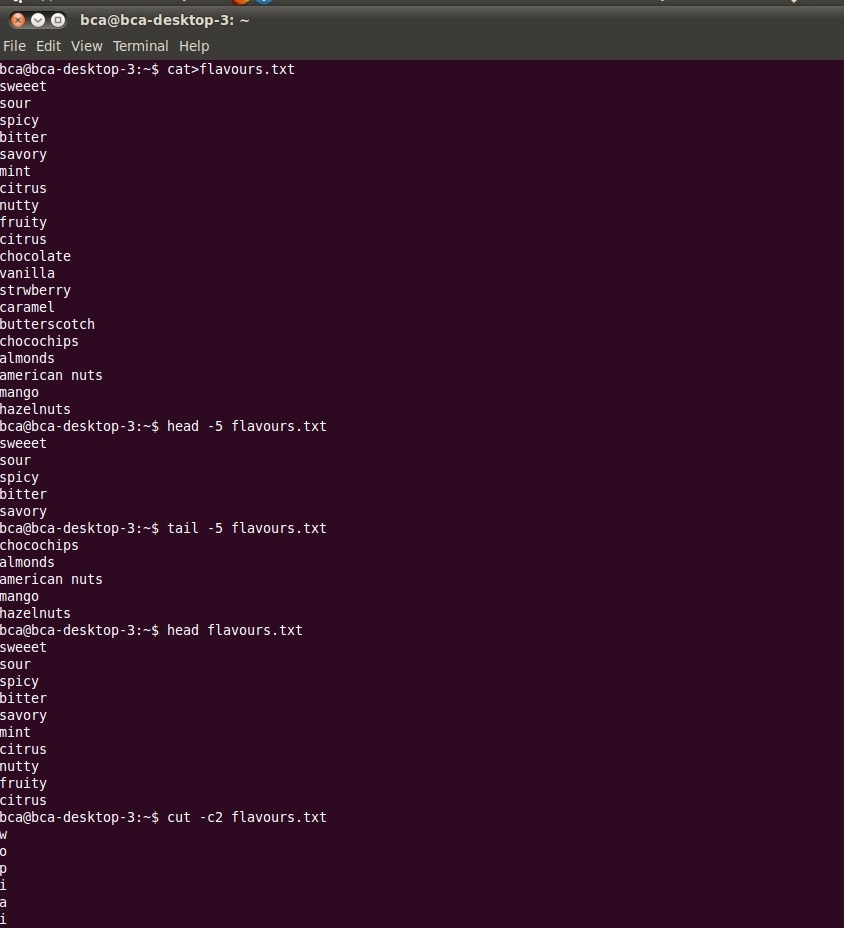 bca@bca-desktop-3: ~
File Edit View Terminal Help
bca@bca-desktop-3:~$ cat>flavours.txt
sweeet
sour
spicy
bitter
savory
mint
citrus
nutty
fruity
citrus
chocolate
vanilla
strwberry
caramel
butterscotch
chocochips
almonds
american nuts
mango
hazelnuts
bca@bca-desktop-3:~$ head -5 flavours.txt
sweeet
sour
spicy
bitter
savory
bca@bca-desktop-3:~$ tail -5 flavours.txt
chocochips
almonds
american nuts
mango
hazelnuts
bca@bca-desktop-3:~$ head flavours.txt
sweeet
sour
spicy
bitter
savory
mint
citrus
nutty
fruity
citrus
bca@bca-desktop-3:~$ cut -c2 flavours.txt
w
o
p
i
a
i